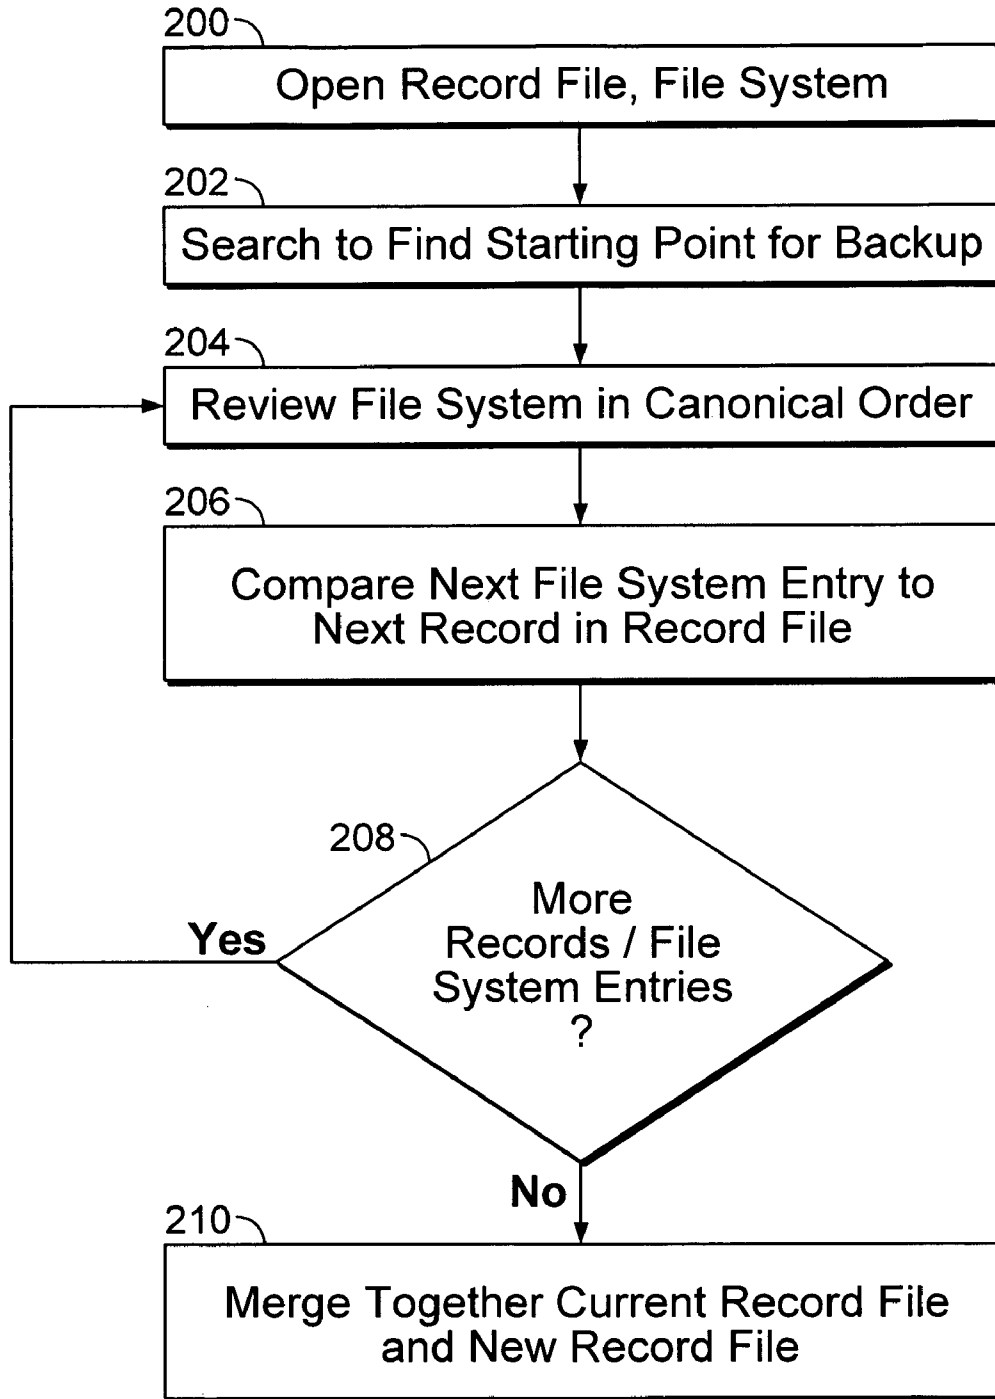 200
Open Record File, File System
202
Search to Find Starting Point for Backup
204
Review File System in Canonical Order
206
Compare Next File System Entry to
Next Record in Record File
208
More
Records / File
System Entries
?
Yes
No
210
Merge Together Current Record File
and New Record File